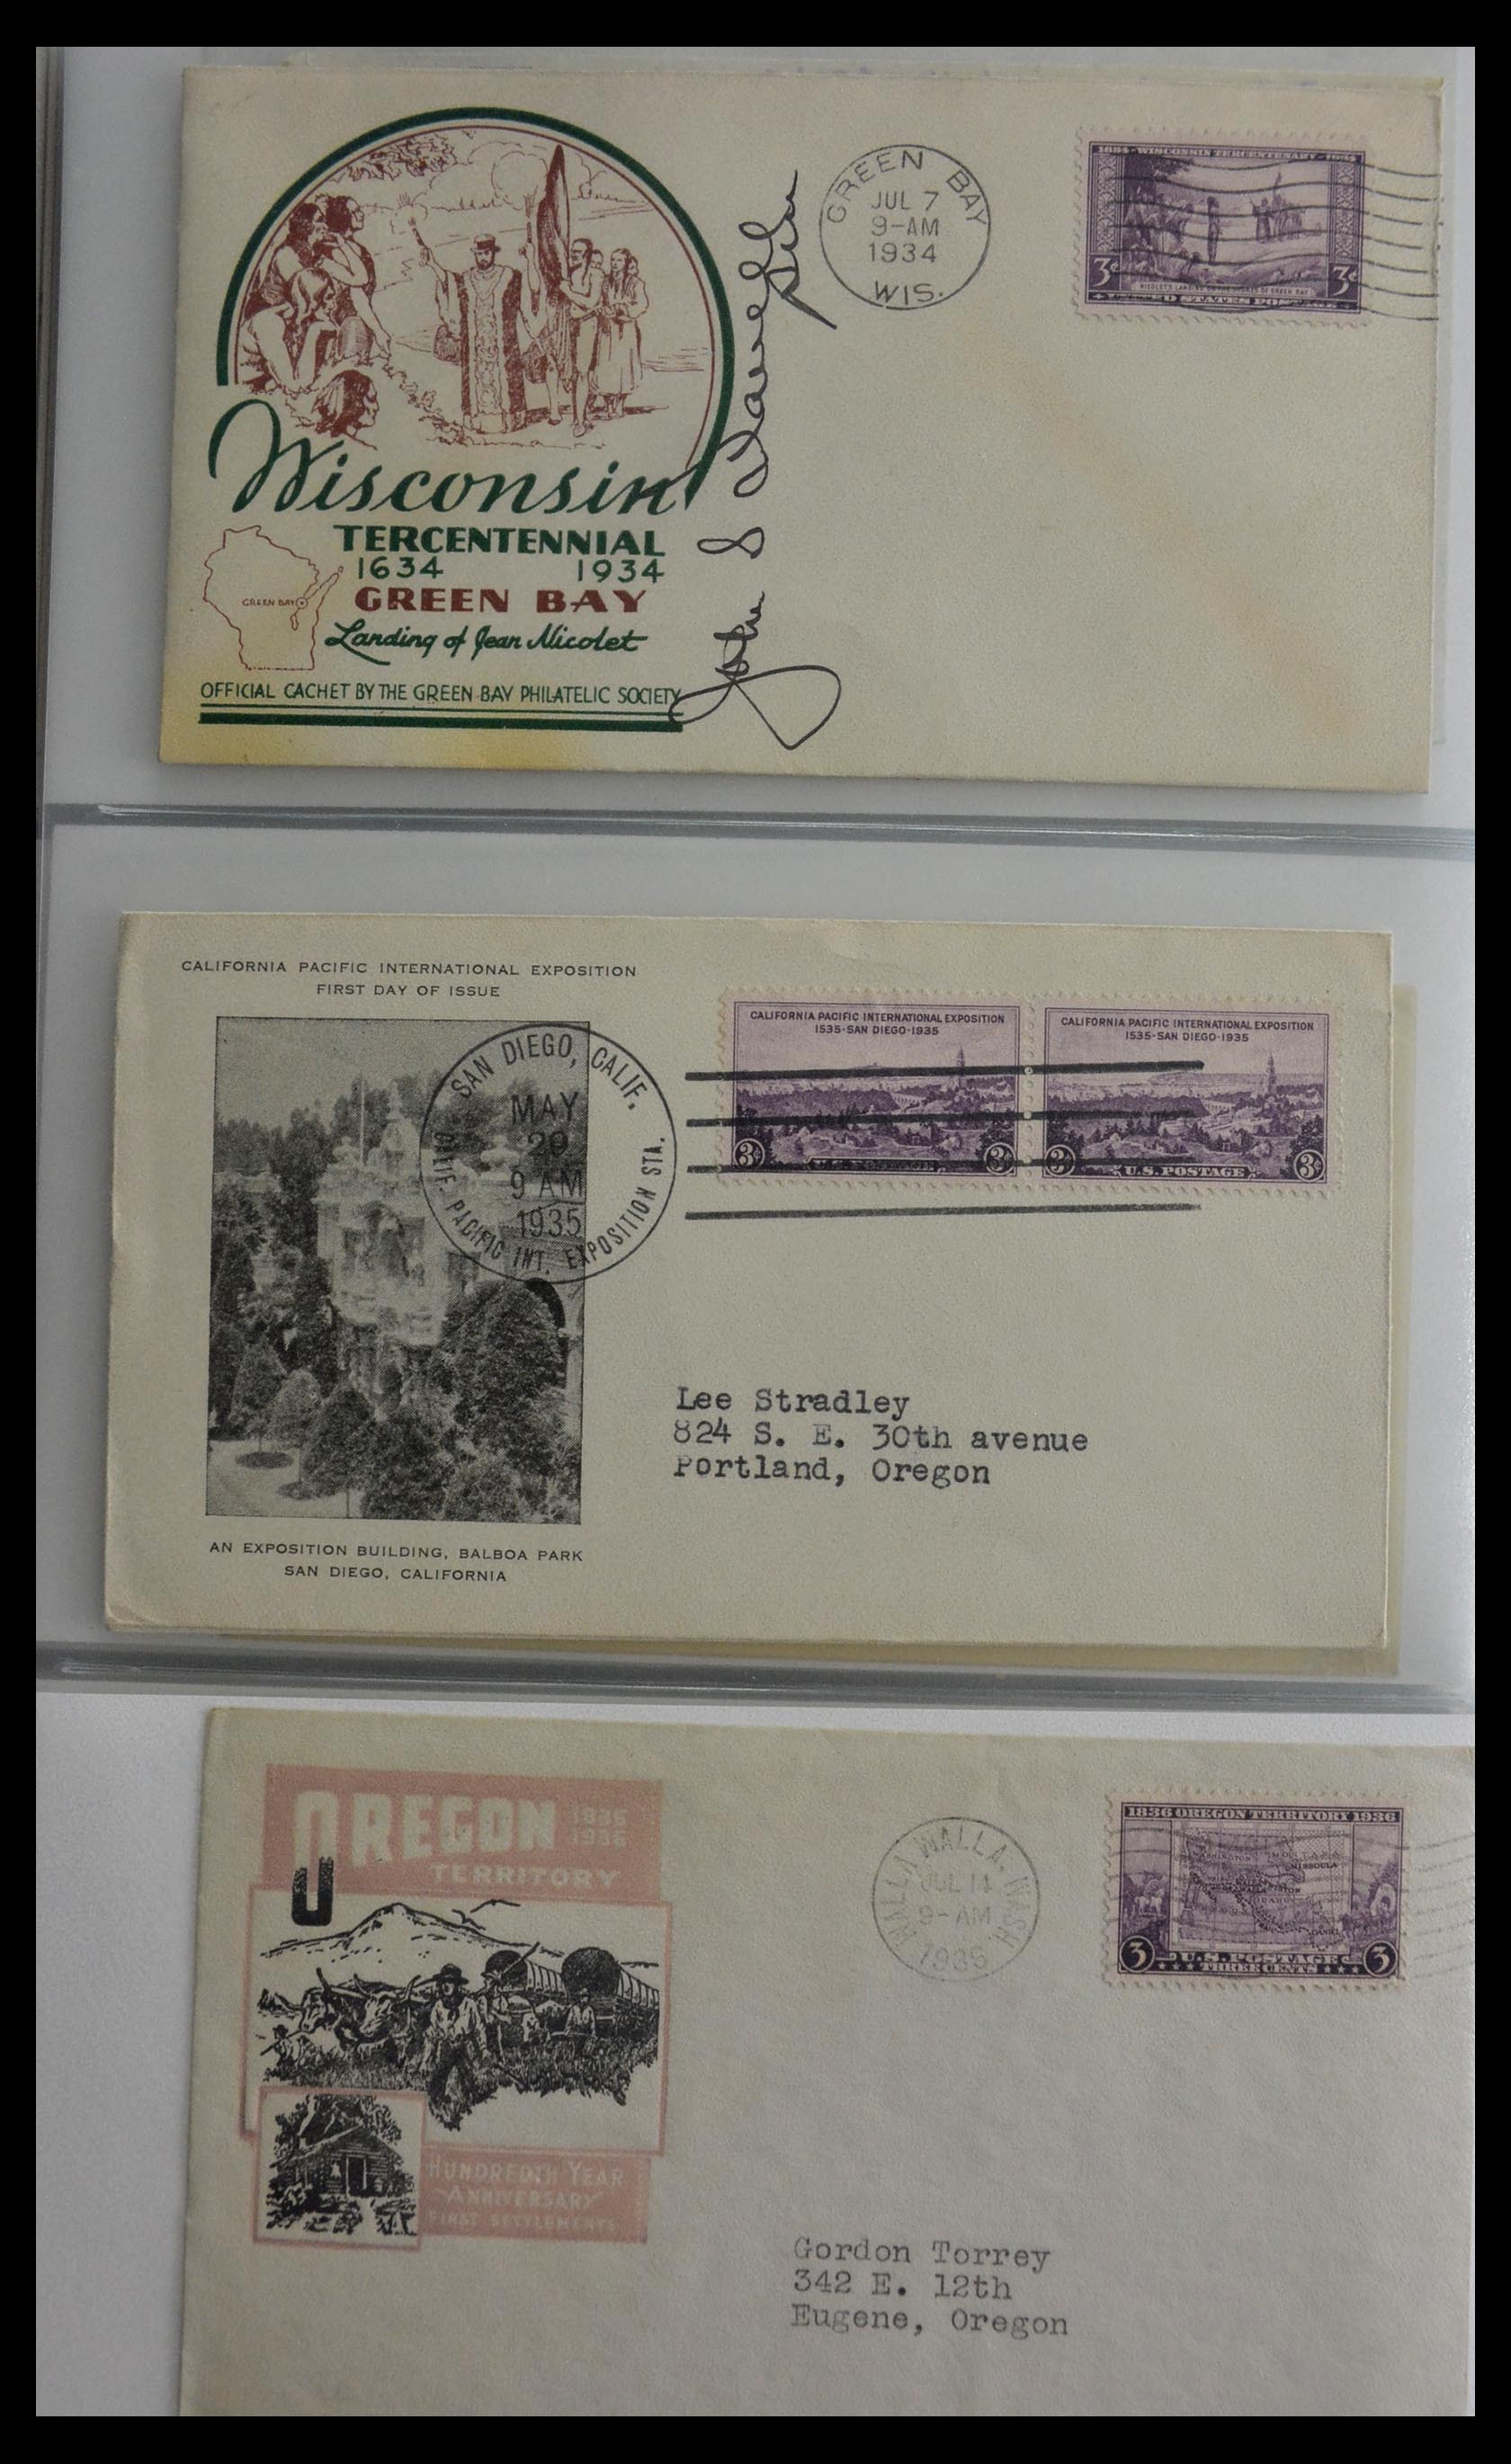 GREEN BAY
JUL 7
9-AM
1934
WIS.
1634-WISCONSIN TERCENTENARY-1934
3¢ 3¢
UNITED STATES POSTAGE
Wisconsin
TERCENTENNIAL
1634 1934
GREEN BAY
GREEN BAY
Landing of Jean Nicolet
OFFICIAL CACHET BY THE GREEN BAY PHILATELIC SOCIETY
John
CALIFORNIA PACIFIC INTERNATIONAL EXPOSITION
FIRST DAY OF ISSUE
SAN DIEGO, CALIF.
MAY
29
9 AM
1935
CALIF. PACIFIC INT. EXPOSITION STA.
CALIFORNIA PACIFIC INTERNATIONAL EXPOSITION
1535-SAN DIEGO-1935
3¢ U.S. POSTAGE 3¢
CALIFORNIA PACIFIC INTERNATIONAL EXPOSITION
1535-SAN DIEGO-1935
3¢ U.S. POSTAGE 3¢
Lee Stradley
824 S. E. 30th avenue
Portland, Oregon
AN EXPOSITION BUILDING, BALBOA PARK
SAN DIEGO, CALIFORNIA
OREGON 1836
1936
TERRITORY
HUNDREDTH YEAR
ANNIVERSARY
FIRST SETTLEMENTS
WALLA WALLA, WASH.
JUL 14
9-AM
1936
1836 OREGON TERRITORY 1936
MISSOULA
3 U.S. POSTAGE 3
THREE CENTS
Gordon Torrey
342 E. 12th
Eugene, Oregon